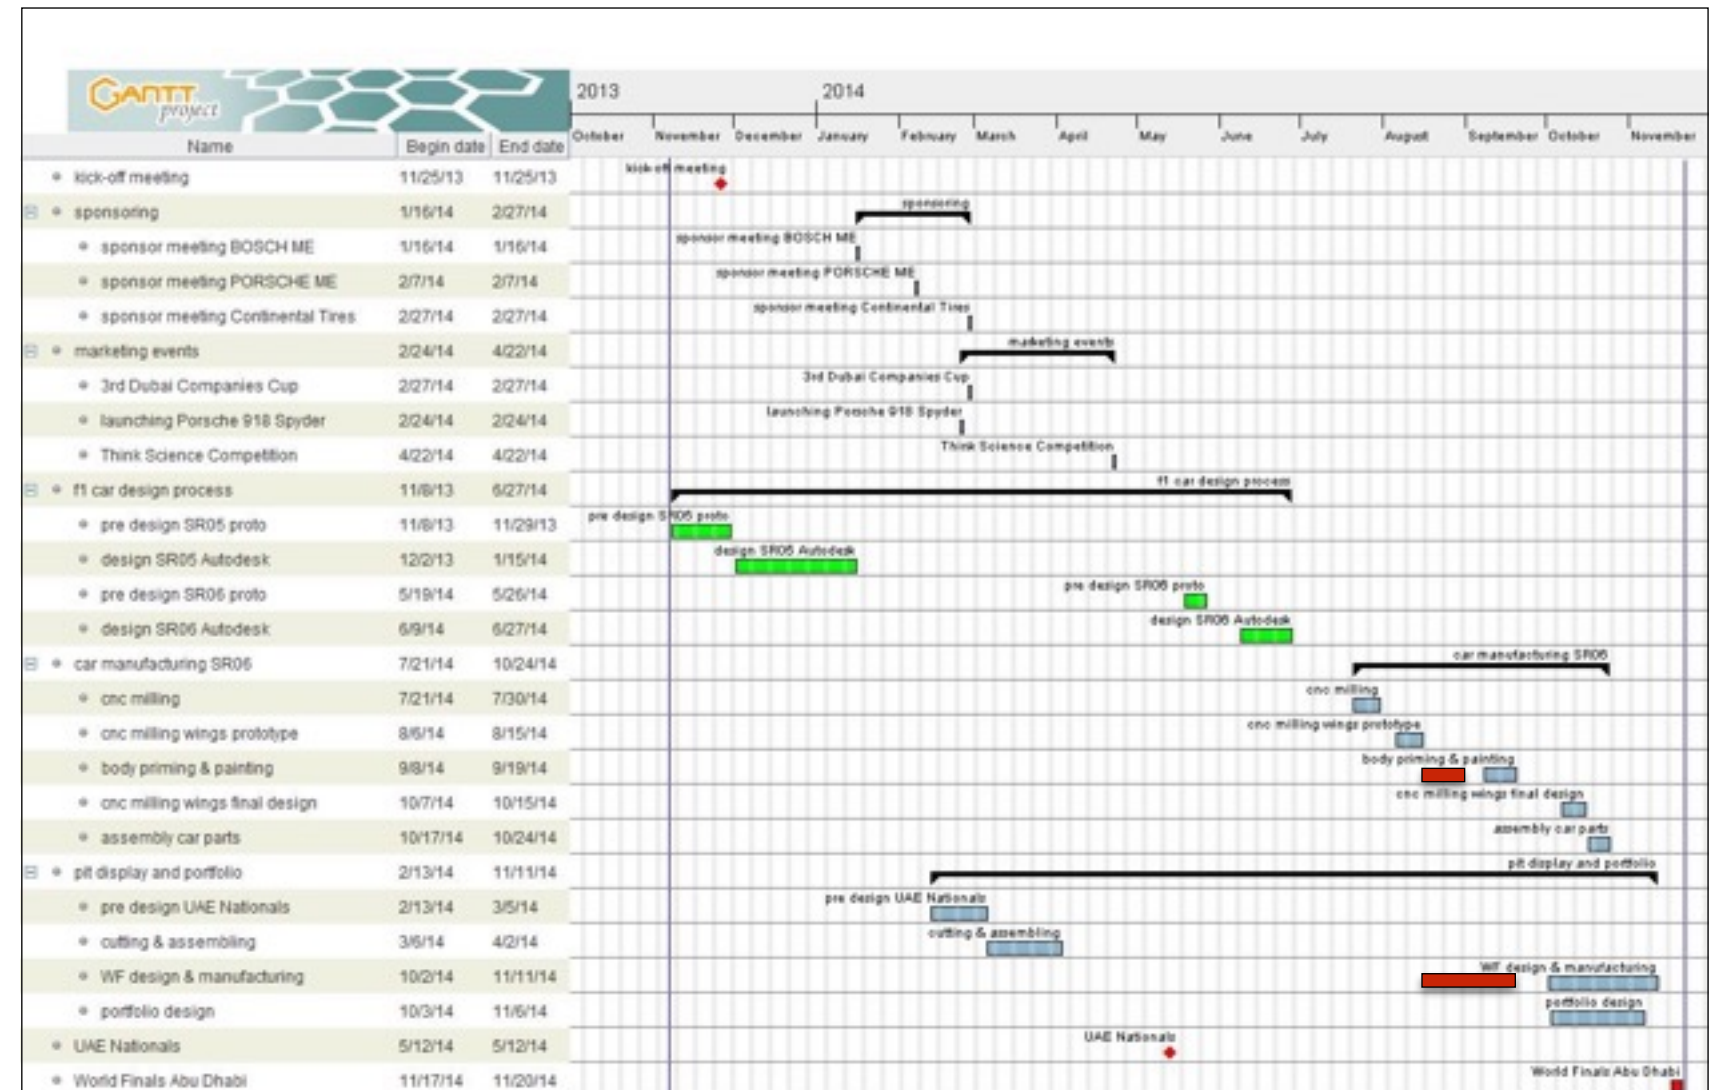 GANTT
project
2013 2014
October November December January February March April May June July August September October November
Name Begin date End date
kick-off meeting 11/25/13 11/25/13 kick-off meeting
sponsoring 1/16/14 2/27/14 sponsoring
sponsor meeting BOSCH ME 1/16/14 1/16/14 sponsor meeting BOSCH ME
sponsor meeting PORSCHE ME 2/7/14 2/7/14 sponsor meeting PORSCHE ME
sponsor meeting Continental Tires 2/27/14 2/27/14 sponsor meeting Continental Tires
marketing events 2/24/14 4/22/14 marketing events
3rd Dubai Companies Cup 2/27/14 2/27/14 3rd Dubai Companies Cup
launching Porsche 918 Spyder 2/24/14 2/24/14 launching Porsche 918 Spyder
Think Science Competition 4/22/14 4/22/14 Think Science Competition
f1 car design process 11/8/13 6/27/14 f1 car design process
pre design SR05 proto 11/8/13 11/29/13 pre design SR05 proto
design SR05 Autodesk 12/2/13 1/15/14 design SR05 Autodesk
pre design SR06 proto 5/19/14 5/26/14 pre design SR06 proto
design SR06 Autodesk 6/9/14 6/27/14 design SR06 Autodesk
car manufacturing SR06 7/21/14 10/24/14 car manufacturing SR06
cnc milling 7/21/14 7/30/14 cnc milling
cnc milling wings prototype 8/6/14 8/15/14 cnc milling wings prototype
body priming & painting 9/8/14 9/19/14 body priming & painting
cnc milling wings final design 10/7/14 10/15/14 cnc milling wings final design
assembly car parts 10/17/14 10/24/14 assembly car parts
pit display and portfolio 2/13/14 11/11/14 pit display and portfolio
pre design UAE Nationals 2/13/14 3/5/14 pre design UAE Nationals
cutting & assembling 3/6/14 4/2/14 cutting & assembling
WF design & manufacturing 10/2/14 11/11/14 WF design & manufacturing
portfolio design 10/3/14 11/6/14 portfolio design
UAE Nationals 5/12/14 5/12/14 UAE Nationals
World Finals Abu Dhabi 11/17/14 11/20/14 World Finals Abu Dhabi